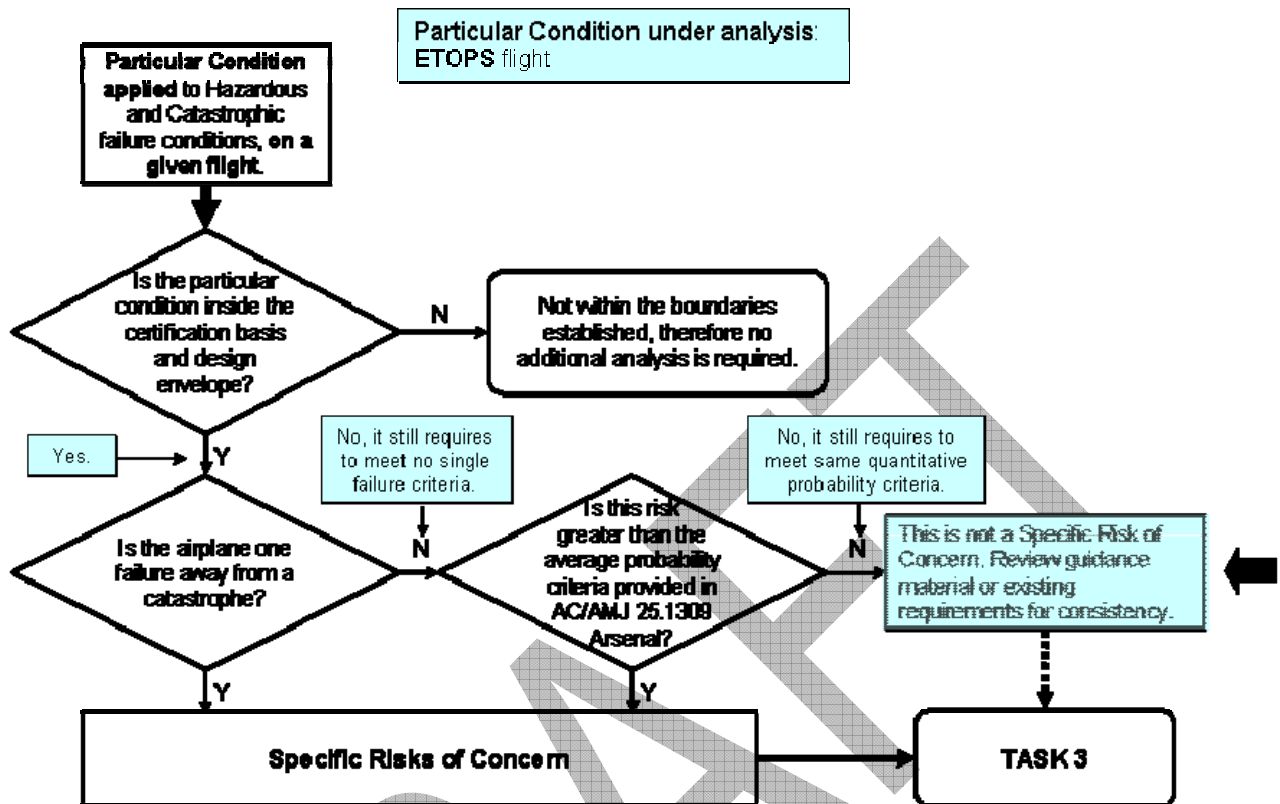 Particular Condition under analysis:
ETOPS flight
Particular Condition
applied to Hazardous
and Catastrophic
failure conditions, on a
given flight.
Is the particular
condition inside the
certification basis
and design
envelope?
N
Not within the boundaries
established, therefore no
additional analysis is required.
Yes.
Y
No, it still requires
to meet no single
failure criteria.
No, it still requires to
meet same quantitative
probability criteria.
Is the airplane one
failure away from a
catastrophe?
N
Is this risk
greater than the
average probability
criteria provided in
AC/AMJ 25.1309
Arsenal?
N
This is not a Specific Risk of
Concern. Review guidance
material or existing
requirements for consistency.
Y
Y
Specific Risks of Concern
TASK 3